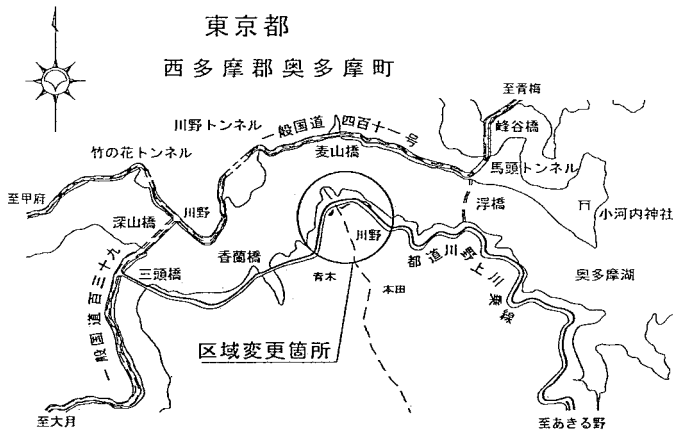 東京都
西多摩郡奥多摩町
至青梅
川野トンネル
一般国道四百十一号
峰谷橋
竹の花トンネル
麦山橋
馬頭トンネル
至甲府
深山橋
川野
浮橋
小河内神社
香蘭橋
川野
三頭橋
青木
本田
都道川野上川乗線
奥多摩湖
一般国道百三十九
区域変更箇所
至大月
至あきる野